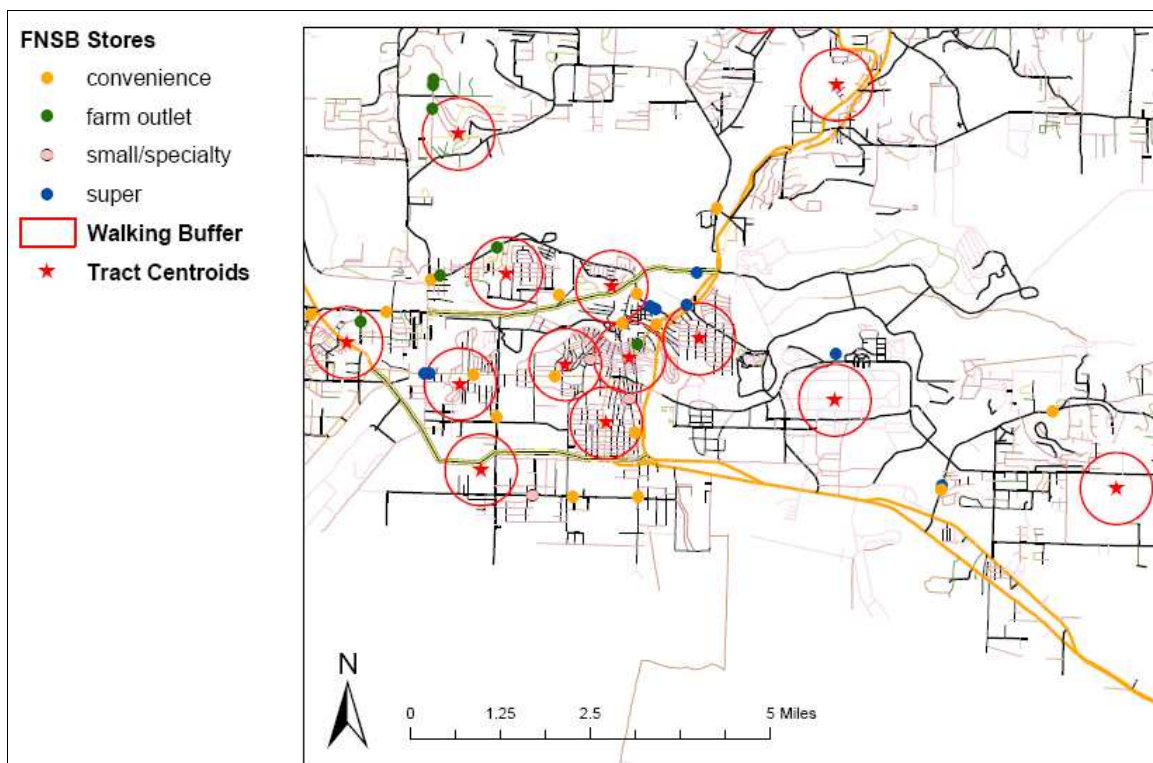 FNSB Stores
convenience
farm outlet
small/specialty
super
Walking Buffer
Tract Centroids
N
0 1.25 2.5 5 Miles